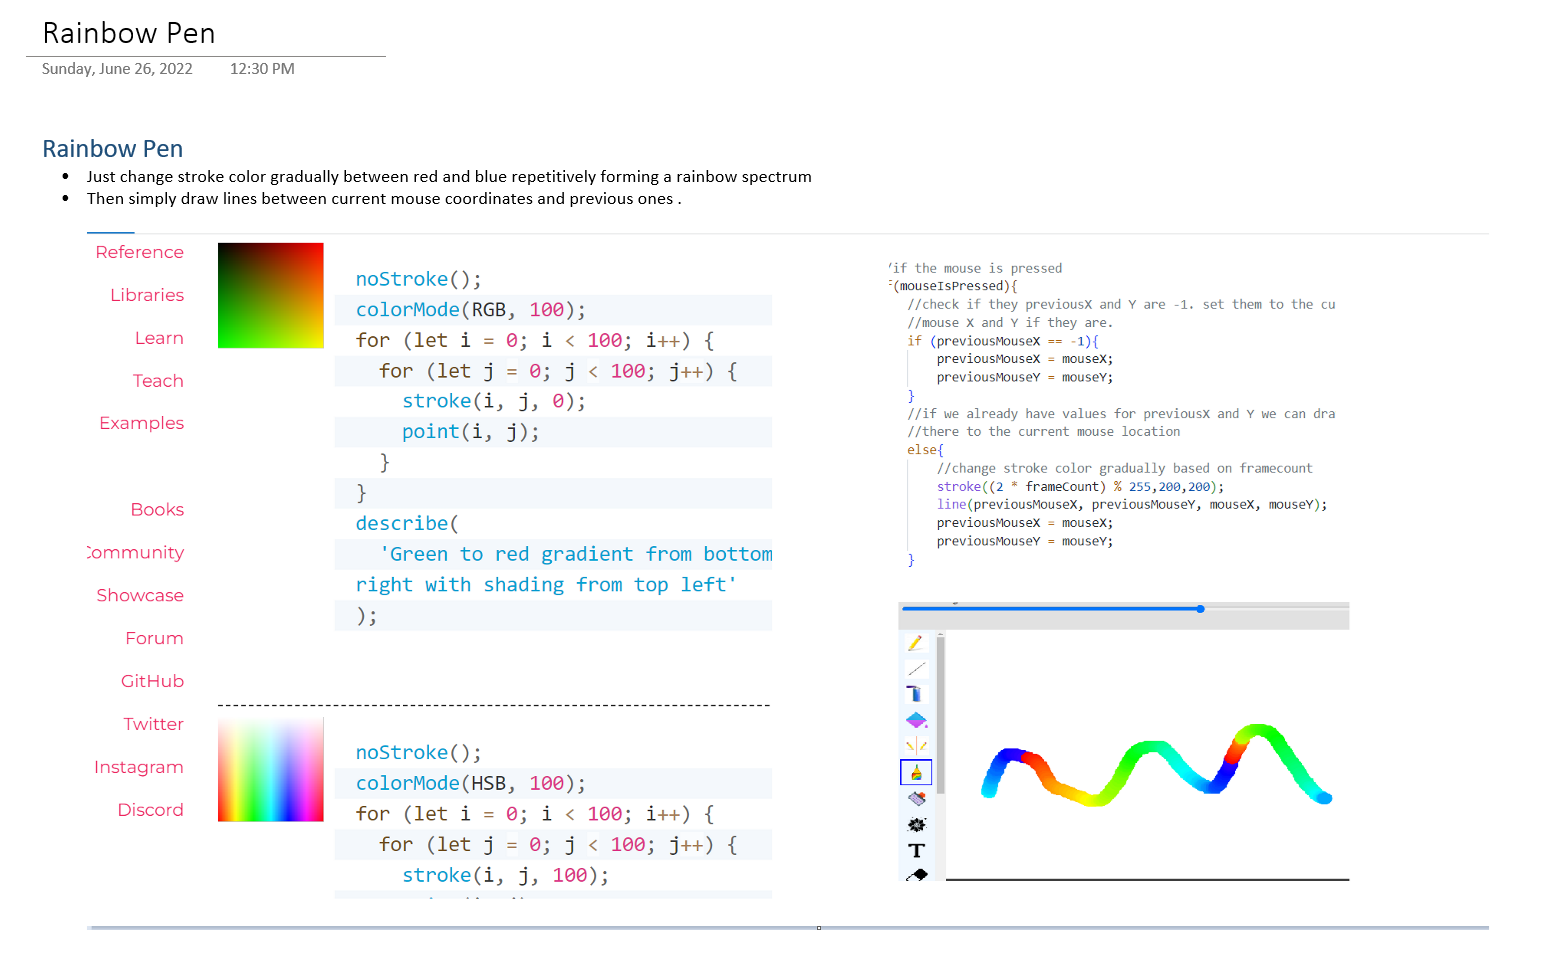 Rainbow Pen
Sunday, June 26, 2022 12:30 PM
Rainbow Pen
• Just change stroke color gradually between red and blue repetitively forming a rainbow spectrum
• Then simply draw lines between current mouse coordinates and previous ones .
Reference
Libraries
Learn
Teach
Examples
Books
Community
Showcase
Forum
GitHub
Twitter
Instagram
Discord
noStroke();
colorMode(RGB, 100);
for (let i = 0; i < 100; i++) {
for (let j = 0; j < 100; j++) {
stroke(i, j, 0);
point(i, j);
}
}
describe(
'Green to red gradient from bottom
right with shading from top left'
);
noStroke();
colorMode(HSB, 100);
for (let i = 0; i < 100; i++) {
for (let j = 0; j < 100; j++) {
stroke(i, j, 100);
/if the mouse is pressed
(mouseIsPressed){
//check if they previousX and Y are -1. set them to the cu
//mouse X and Y if they are.
if (previousMouseX == -1){
previousMouseX = mouseX;
previousMouseY = mouseY;
}
//if we already have values for previousX and Y we can dra
//there to the current mouse location
else{
//change stroke color gradually based on framecount
stroke((2 * frameCount) % 255,200,200);
line(previousMouseX, previousMouseY, mouseX, mouseY);
previousMouseX = mouseX;
previousMouseY = mouseY;
}
T